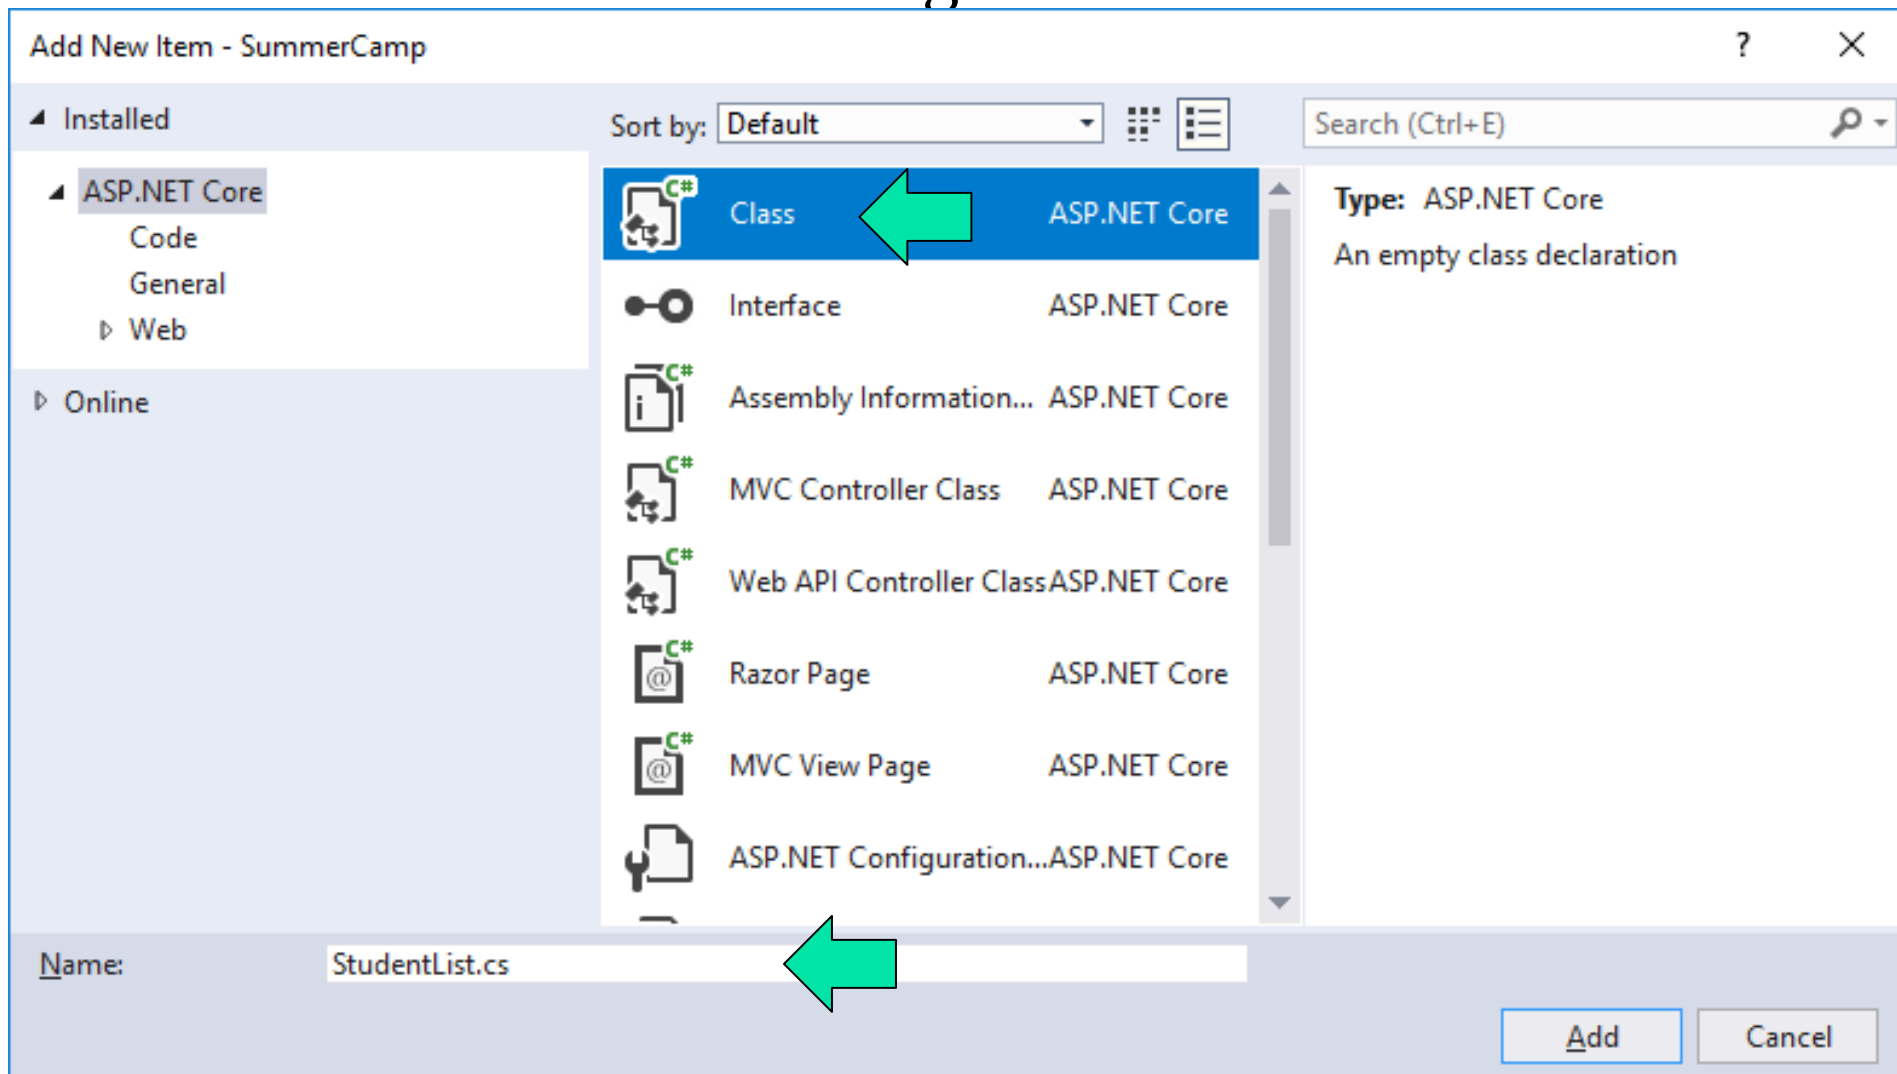 Add New Item - SummerCamp
?
Installed
Sort by: Default
Search (Ctrl+E)
ASP.NET Core
Code
General
Web
Online
Class ASP.NET Core
Interface ASP.NET Core
Assembly Information... ASP.NET Core
MVC Controller Class ASP.NET Core
Web API Controller Class ASP.NET Core
Razor Page ASP.NET Core
MVC View Page ASP.NET Core
ASP.NET Configuration... ASP.NET Core
Type: ASP.NET Core
An empty class declaration
Name: StudentList.cs
Add
Cancel